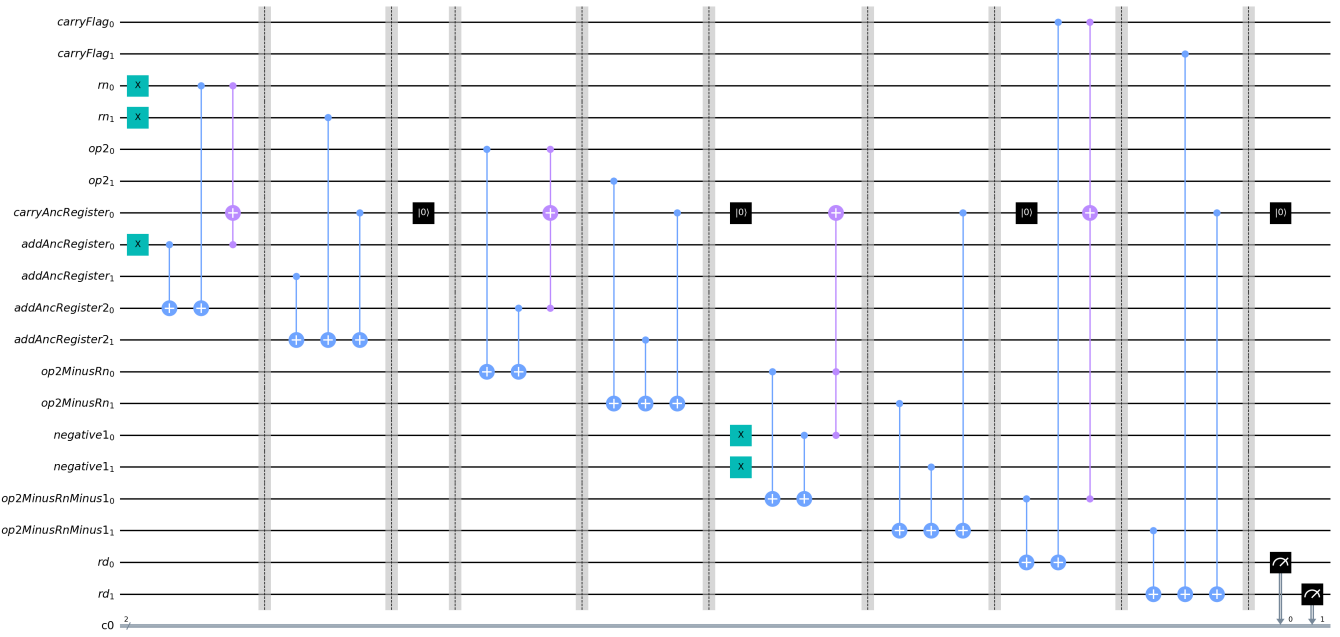 carryFlag0
carryFlag1
rn0 X
rn1 X
op20
op21
carryAncRegister0 |0⟩ |0⟩ |0⟩ |0⟩
addAncRegister0 X
addAncRegister1
addAncRegister20
addAncRegister21
op2MinusRn0
op2MinusRn1
negative10 X
negative11 X
op2MinusRnMinus10
op2MinusRnMinus11
rd0
rd1
c0 2 0 1